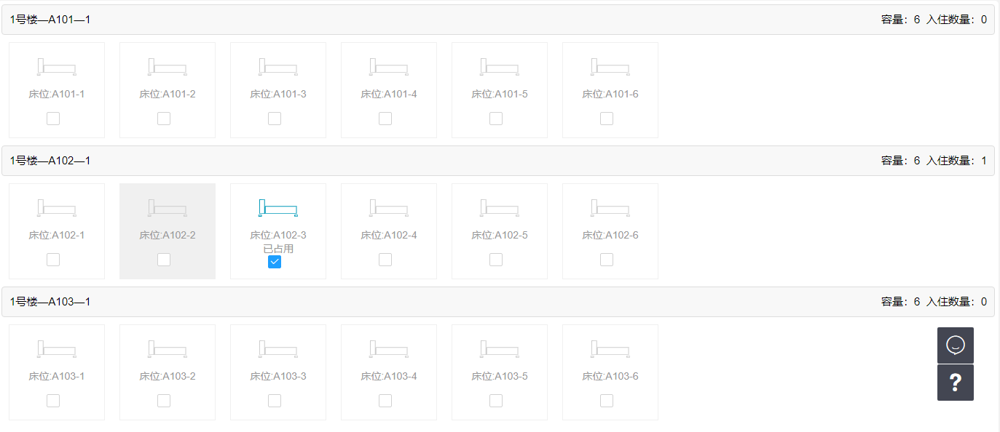 1号楼—A101—1 容量：6 入住数量：0
床位:A101-1 床位:A101-2 床位:A101-3 床位:A101-4 床位:A101-5 床位:A101-6
1号楼—A102—1 容量：6 入住数量：1
床位:A102-1 床位:A102-2 床位:A102-3 床位:A102-4 床位:A102-5 床位:A102-6
已占用
1号楼—A103—1 容量：6 入住数量：0
床位:A103-1 床位:A103-2 床位:A103-3 床位:A103-4 床位:A103-5 床位:A103-6
?